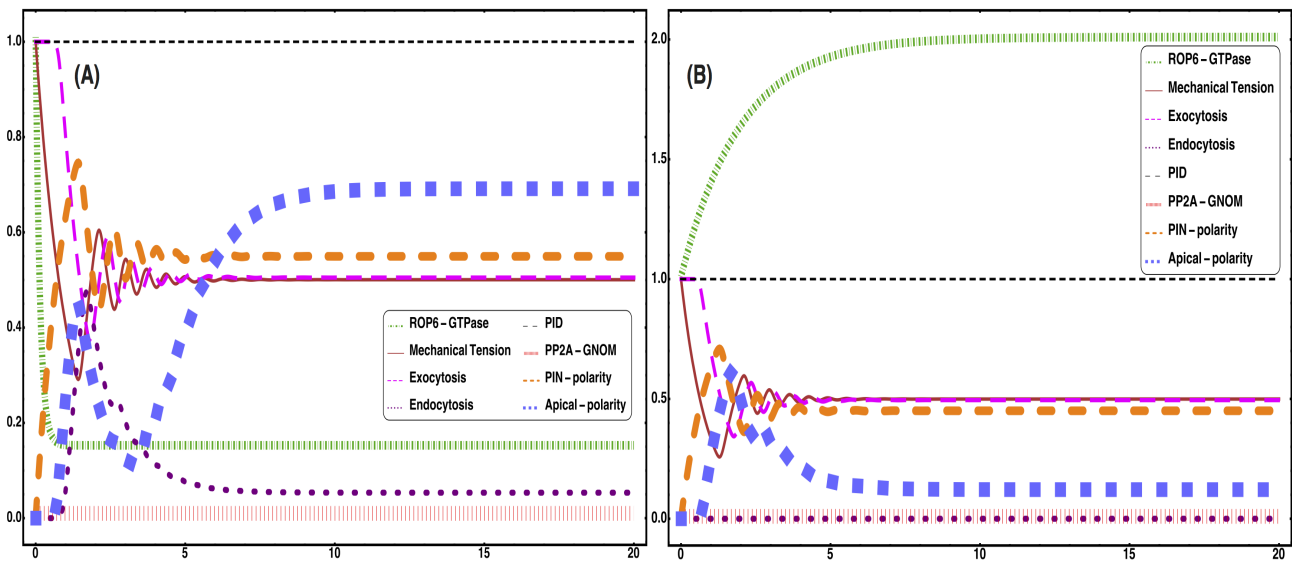 (A)
1.0
0.8
0.6
0.4
0.2
0.0
0 5 10 15 20
ROP6 – GTPase PID
Mechanical Tension PP2A – GNOM
Exocytosis PIN – polarity
Endocytosis Apical – polarity
(B)
2.0
1.5
1.0
0.5
0.0
0 5 10 15 20
ROP6 – GTPase
Mechanical Tension
Exocytosis
Endocytosis
PID
PP2A – GNOM
PIN – polarity
Apical – polarity